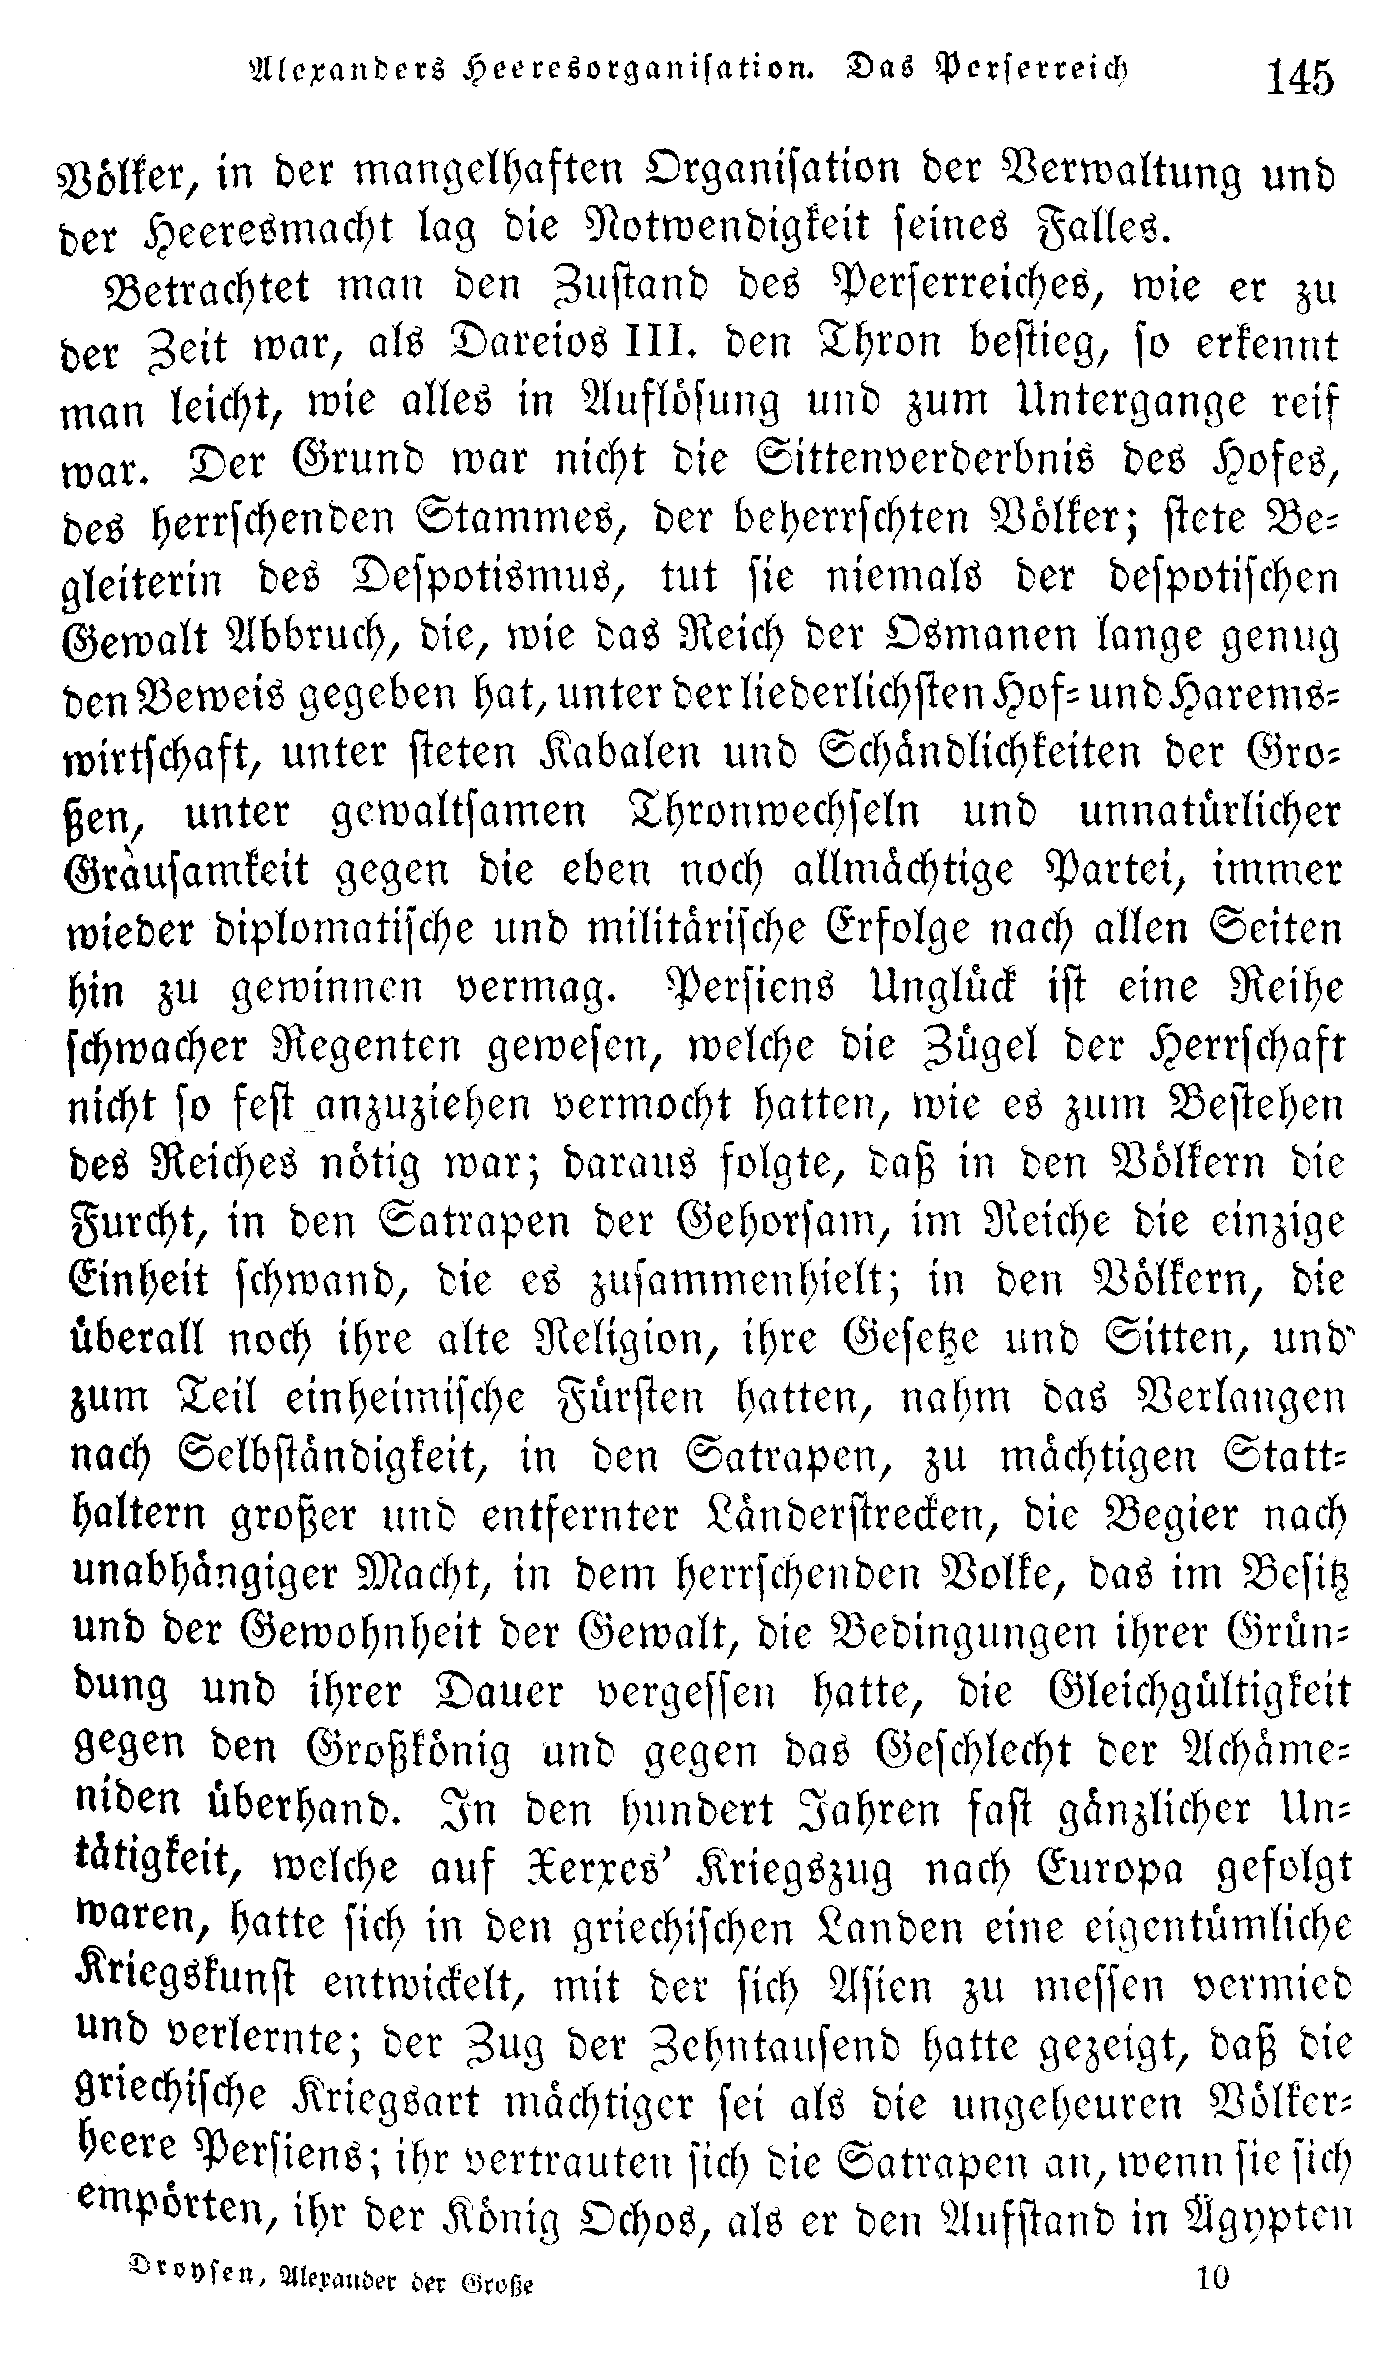 Alexanders Heeresorganisation. Das Perserreich 145
Völker, in der mangelhaften Organisation der Verwaltung und
der Heeresmacht lag die Notwendigkeit seines Falles.
Betrachtet man den Zustand des Perserreiches, wie er zu
der Zeit war, als Dareios III. den Thron bestieg, so erkennt
man leicht, wie alles in Auflösung und zum Untergange reif
war. Der Grund war nicht die Sittenverderbnis des Hofes,
des herrschenden Stammes, der beherrschten Völker; stete Be-
gleiterin des Despotismus, tut sie niemals der despotischen
Gewalt Abbruch, die, wie das Reich der Osmanen lange genug
den Beweis gegeben hat, unter der liederlichsten Hof- und Harems-
wirtschaft, unter steten Kabalen und Schändlichkeiten der Gro-
ßen, unter gewaltsamen Thronwechseln und unnatürlicher
Grausamkeit gegen die eben noch allmächtige Partei, immer
wieder diplomatische und militärische Erfolge nach allen Seiten
hin zu gewinnen vermag. Persiens Unglück ist eine Reihe
schwacher Regenten gewesen, welche die Zügel der Herrschaft
nicht so fest anzuziehen vermocht hatten, wie es zum Bestehen
des Reiches nötig war; daraus folgte, daß in den Völkern die
Furcht, in den Satrapen der Gehorsam, im Reiche die einzige
Einheit schwand, die es zusammenhielt; in den Völkern, die
überall noch ihre alte Religion, ihre Gesetze und Sitten, und
zum Teil einheimische Fürsten hatten, nahm das Verlangen
nach Selbständigkeit, in den Satrapen, zu mächtigen Statt-
haltern großer und entfernter Länderstrecken, die Begier nach
unabhängiger Macht, in dem herrschenden Volke, das im Besitz
und der Gewohnheit der Gewalt, die Bedingungen ihrer Grün-
dung und ihrer Dauer vergessen hatte, die Gleichgültigkeit
gegen den Großkönig und gegen das Geschlecht der Achäme-
niden überhand. In den hundert Jahren fast gänzlicher Un-
tätigkeit, welche auf Xerxes' Kriegszug nach Europa gefolgt
waren, hatte sich in den griechischen Landen eine eigentümliche
Kriegskunst entwickelt, mit der sich Asien zu messen vermied
und verlernte; der Zug der Zehntausend hatte gezeigt, daß die
griechische Kriegsart mächtiger sei als die ungeheuren Völker-
heere Persiens; ihr vertrauten sich die Satrapen an, wenn sie sich
empörten, ihr der König Ochos, als er den Aufstand in Ägypten
Droysen, Alexander der Große 10